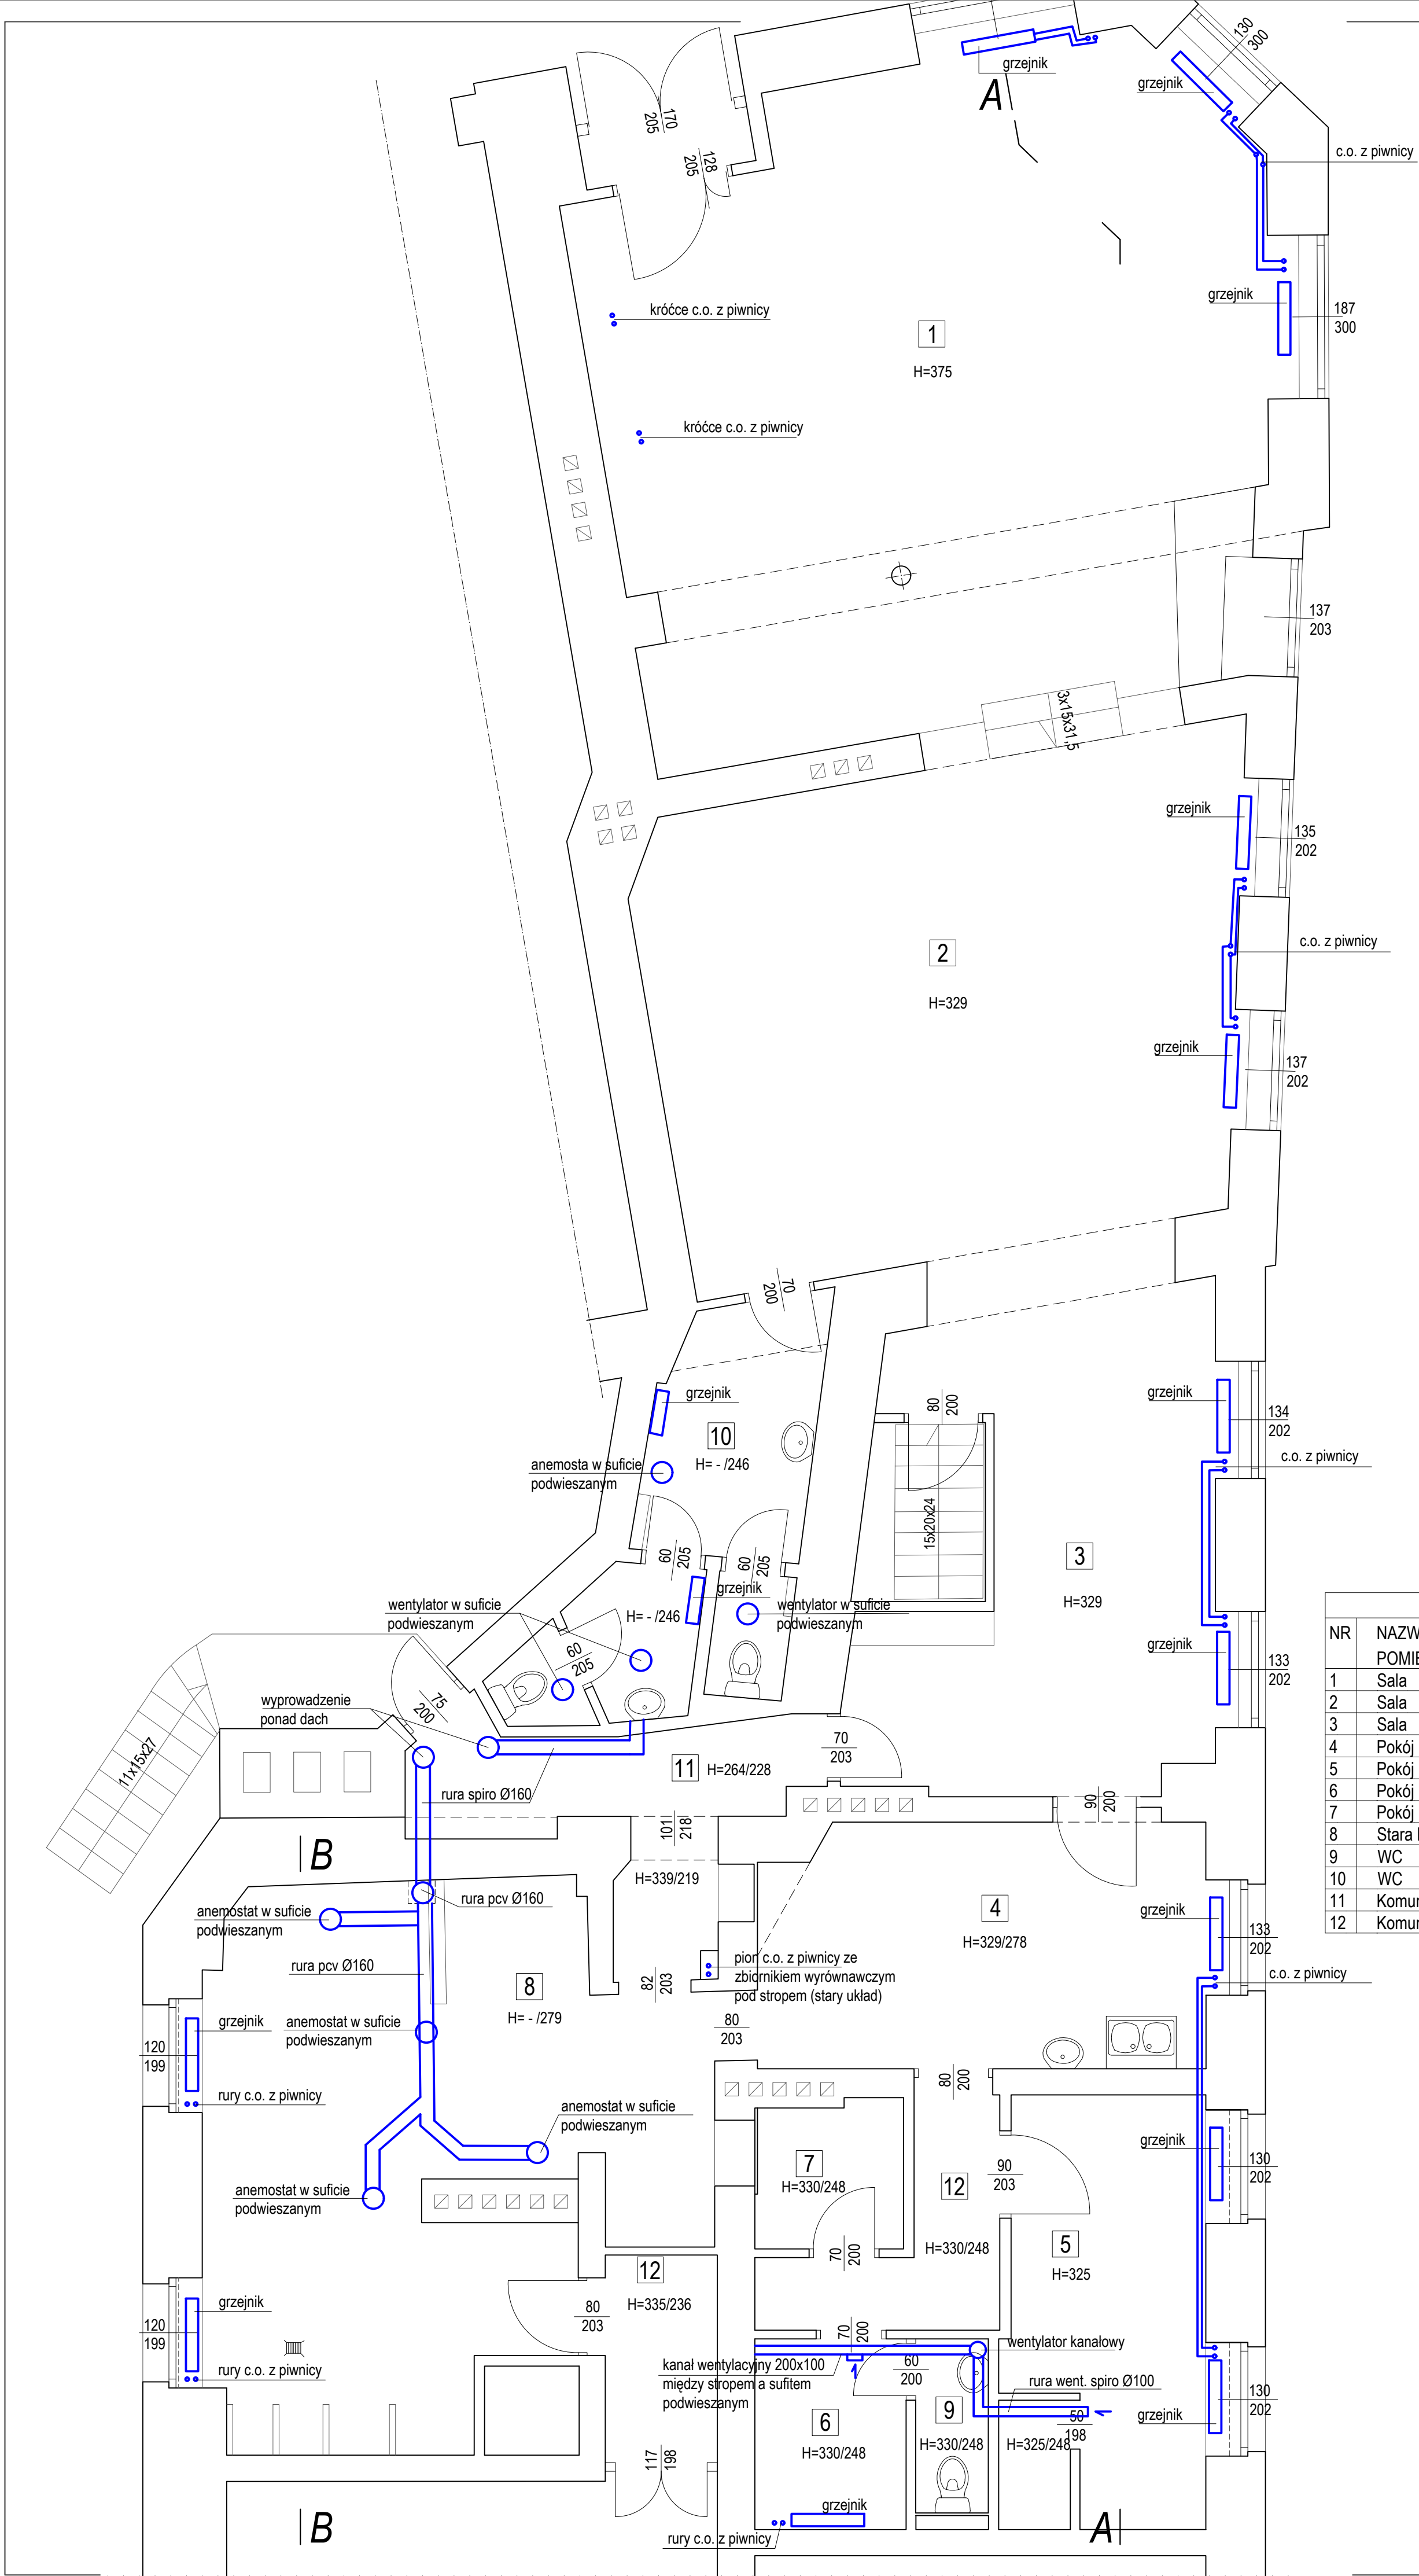 130
300
grzejnik
A
grzejnik
170
205
128
205
c.o. z piwnicy
grzejnik
187
300
króćce c.o. z piwnicy
1
H=375
króćce c.o. z piwnicy
137
203
3x15x31,5
grzejnik
135
202
2
H=329
c.o. z piwnicy
grzejnik
137
202
70
200
grzejnik
10
H= - /246
anemosta w suficie
podwieszanym
80
200
grzejnik
134
202
c.o. z piwnicy
15x20x24
3
H=329
60
205
60
205
grzejnik
H= - /246
wentylator w suficie
podwieszanym
wentylator w suficie
podwieszanym
60
205
grzejnik
133
202
NR
1 Sala
2 Sala
3 Sala
4 Pokój
5 Pokój
6 Pokój
7 Pokój
8 Stara
9 WC
10 WC
11
12
75
200
wyprowadzenie
ponad dach
11x15x27
70
203
11
H=264/228
rura spiro Ø160
90
200
101
218
B
H=339/219
rura pcv Ø160
anemostat w suficie
podwieszanym
4
H=329/278
grzejnik
133
202
c.o. z piwnicy
rura pcv Ø160
8
H= - /279
82
203
pion c.o. z piwnicy ze
zbiornikiem wyrównawczym
pod stropem (stary układ)
grzejnik
120
199
anemostat w suficie
podwieszanym
80
203
rury c.o. z piwnicy
80
200
anemostat w suficie
podwieszanym
7
H=330/248
12
H=330/248
90
203
grzejnik
130
202
anemostat w suficie
podwieszanym
70
200
5
H=325
12
H=335/236
80
203
grzejnik
120
199
rury c.o. z piwnicy
70
200
wentylator kanałowy
kanał wentylacyjny 200x100
między stropem a sufitem
podwieszanym
60
200
rura went. spiro Ø100
130
202
grzejnik
6
H=330/248
9
H=330/248
50
198
H=325/248
117
198
grzejnik
rury c.o. z piwnicy
B
A